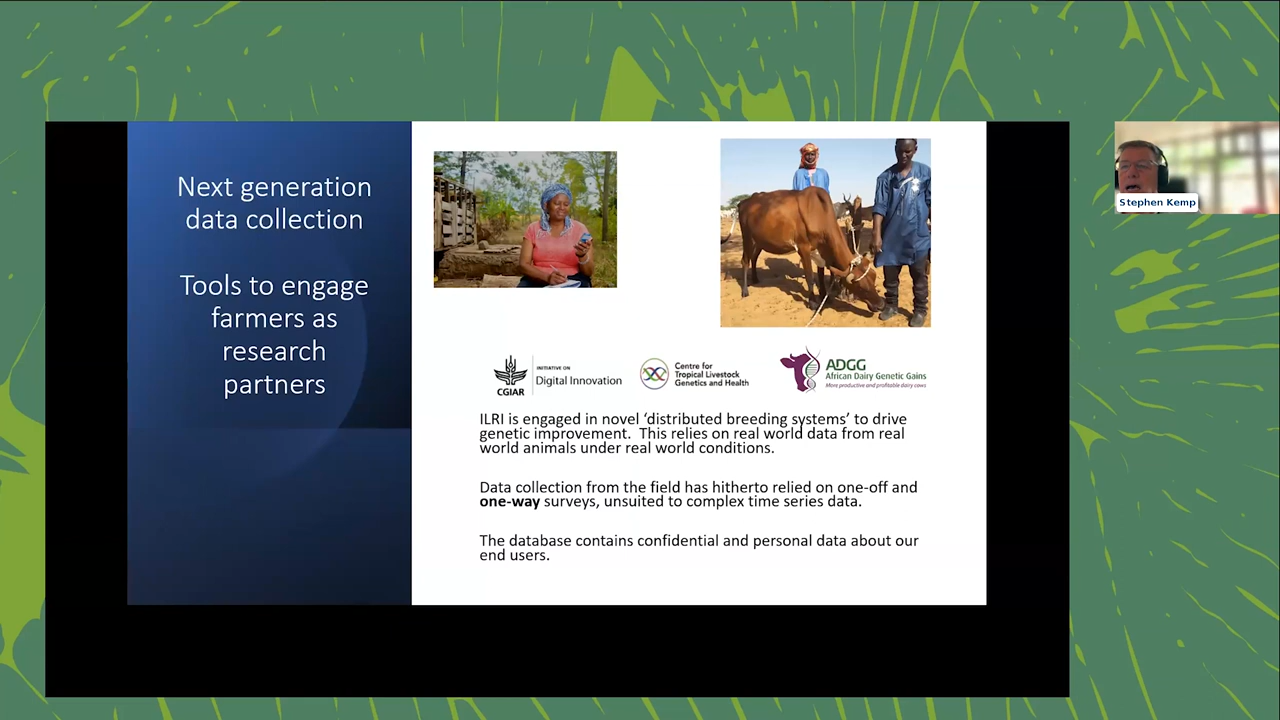 Next generation
data collection
Tools to engage
farmers as
research
partners
CGIAR
INITIATIVE ON
Digital Innovation
Centre for
Tropical Livestock
Genetics and Health
ADGG
African Dairy Genetic Gains
More productive and profitable dairy cows
ILRI is engaged in novel ‘distributed breeding systems’ to drive
genetic improvement.  This relies on real world data from real
world animals under real world conditions.
Data collection from the field has hitherto relied on one-off and
one-way surveys, unsuited to complex time series data.
The database contains confidential and personal data about our
end users.
Stephen Kemp